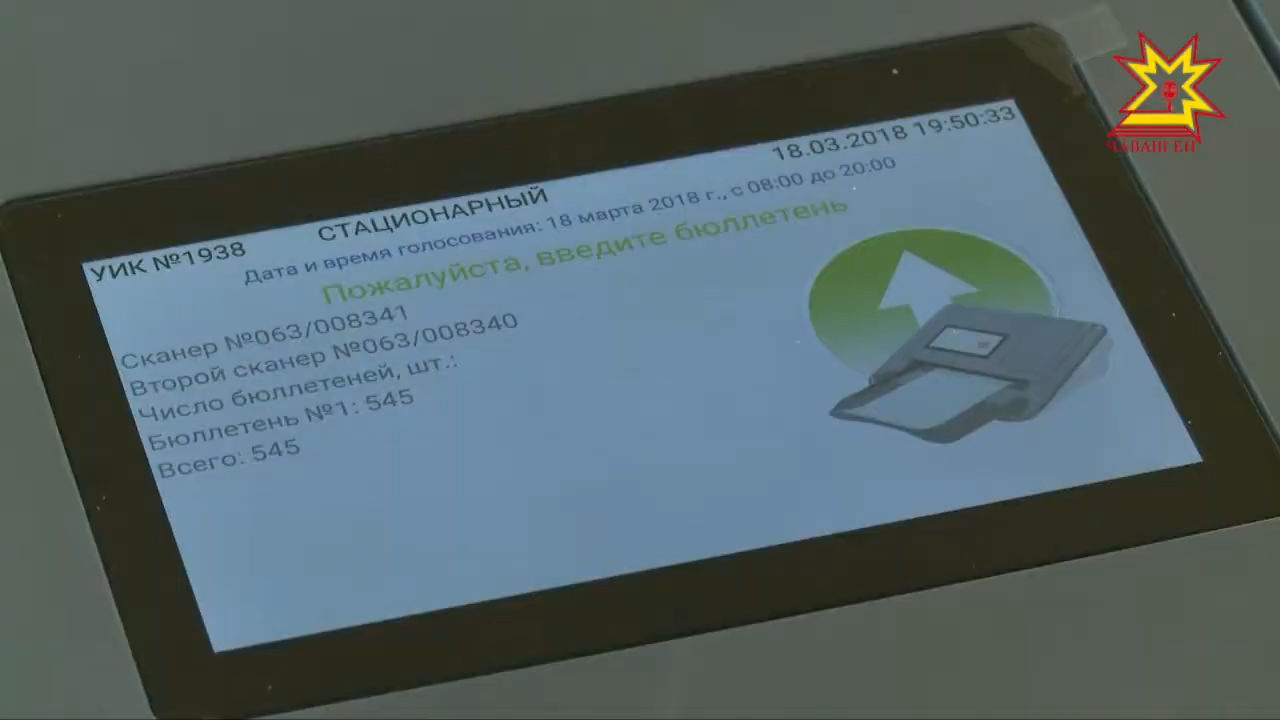 18.03.2018 19:50:33
УИК №1938 СТАЦИОНАРНЫЙ
Дата и время голосования: 18 марта 2018 г., с 08:00 до 20:00
Пожалуйста, введите бюллетень
Сканер №063/008341
Второй сканер №063/008340
Число бюллетеней, шт.:
Бюллетень №1: 545
Всего: 545
ЧӐВАШ ЕН